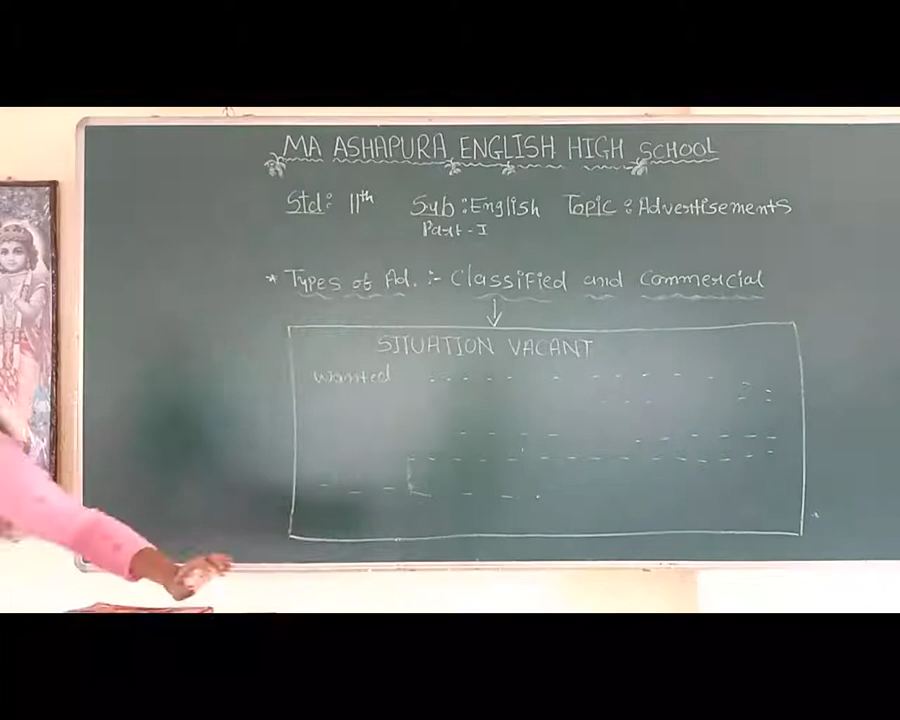 MA ASHAPURA ENGLISH HIGH SCHOOL
Std: 11th Sub: English Topic: Advertisements
Part-I
* Types of Ad. :- Classified and Commercial
SITUATION VACANT
Wanted